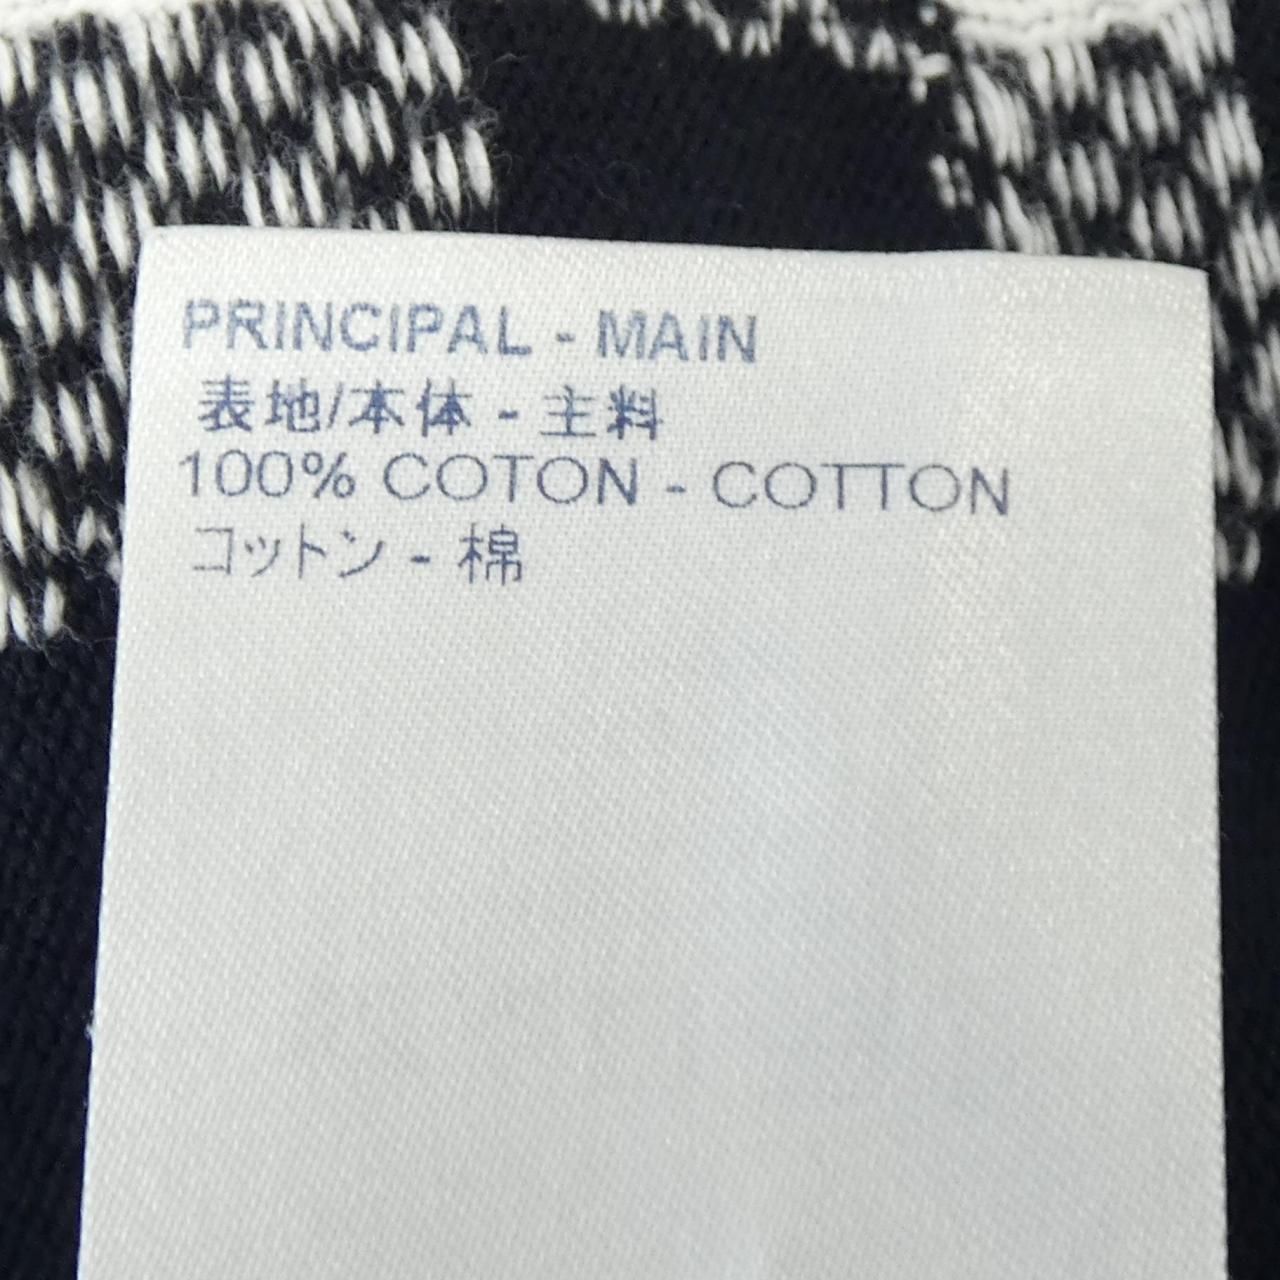 PRINCIPAL - MAIN
表地/本体 - 主料
100% COTON - COTTON
コットン - 棉